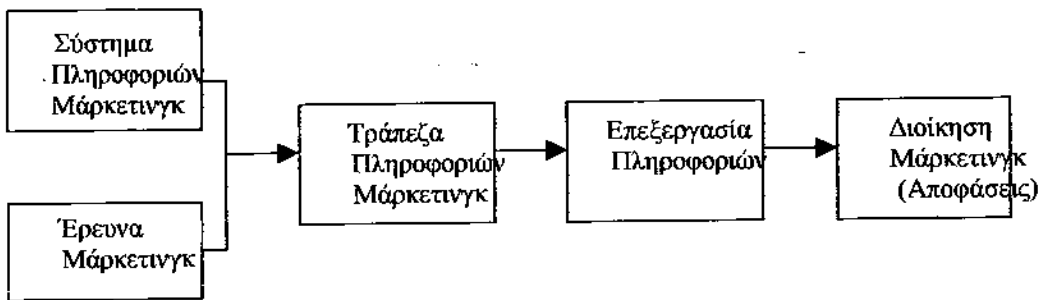 Σύστημα
Πληροφοριών
Μάρκετινγκ
Έρευνα
Μάρκετινγκ
Τράπεζα
Πληροφοριών
Μάρκετινγκ
Επεξεργασία
Πληροφοριών
Διοίκηση
Μάρκετινγκ
(Αποφάσεις)